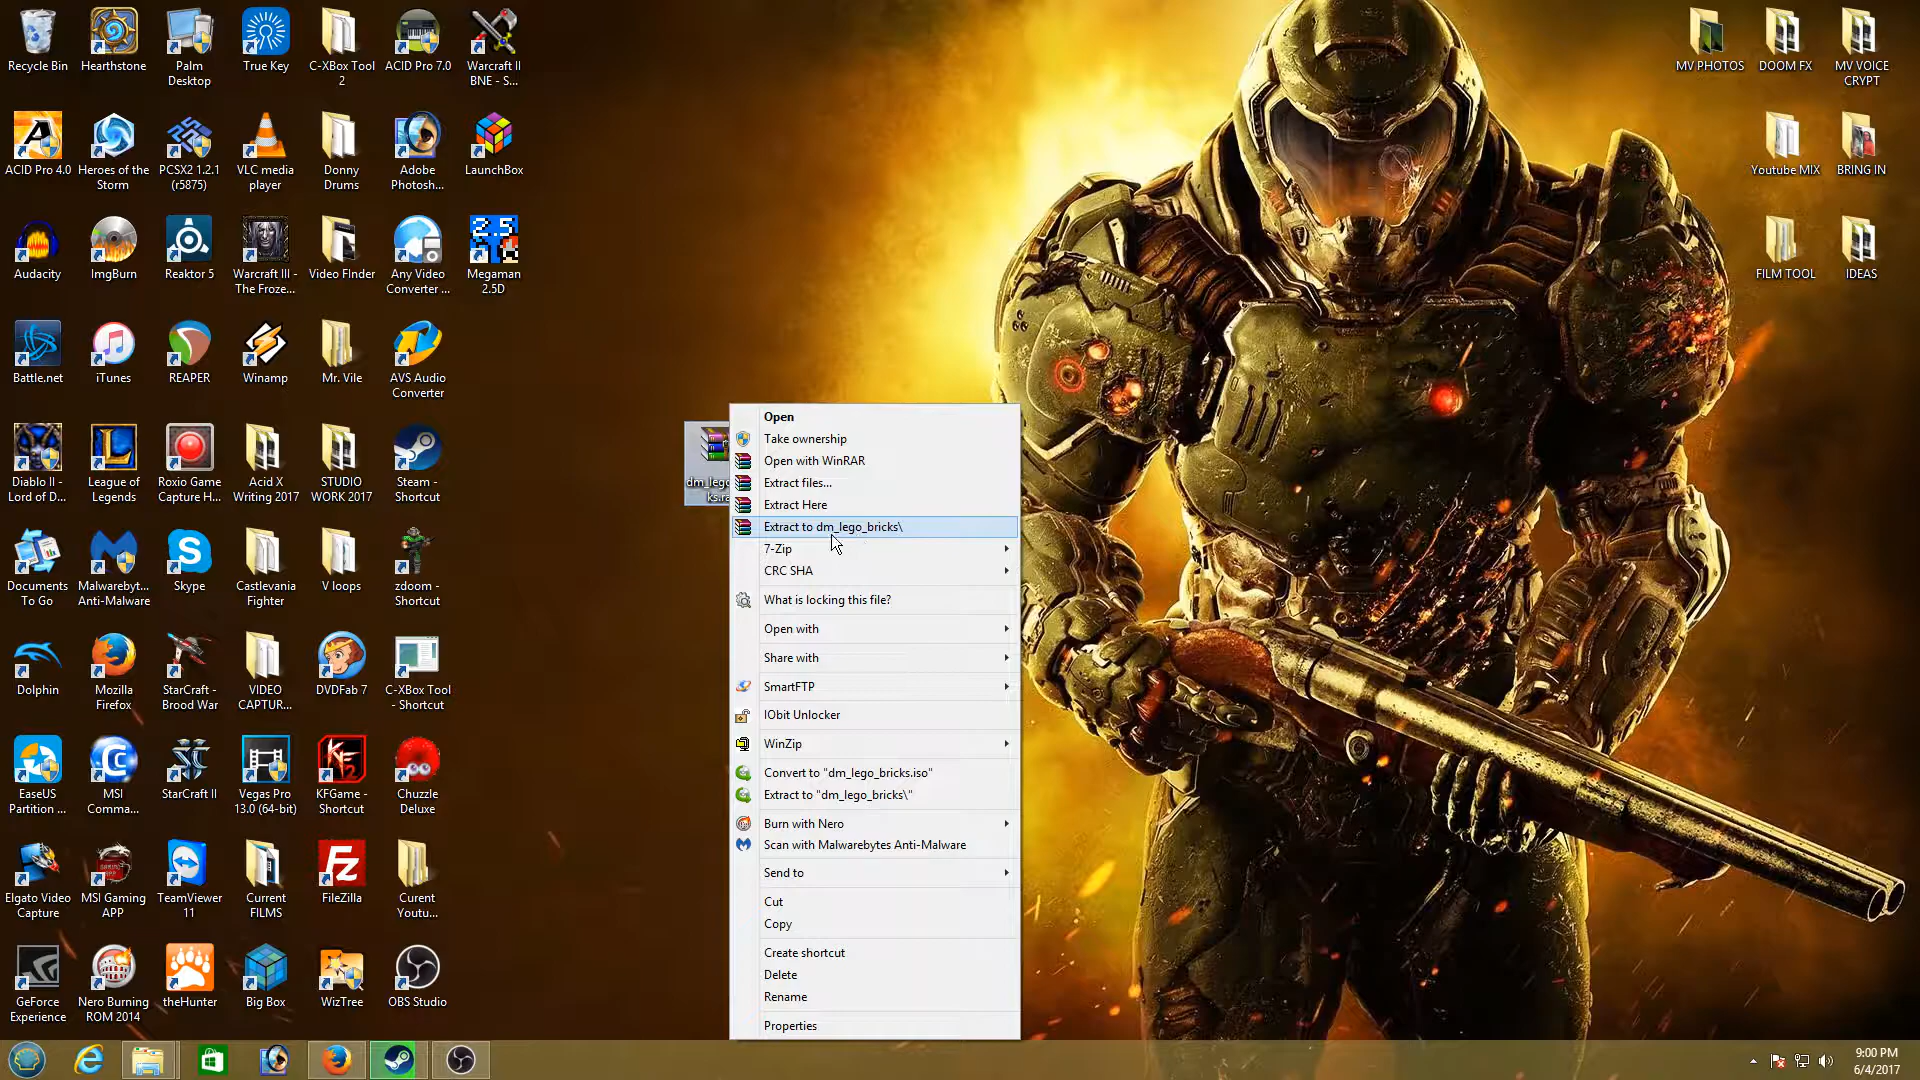 Recycle Bin
Hearthstone
Palm
Desktop
True Key
C-XBox Tool
2
ACID Pro 7.0
Warcraft II
BNE - S...
ACID Pro 4.0
Heroes of the
Storm
PCSX2 1.2.1
(r5875)
VLC media
player
Donny
Drums
Adobe
Photosh...
LaunchBox
Audacity
ImgBurn
Reaktor 5
Warcraft III -
The Froze...
Video FInder
Any Video
Converter ...
2.5
Megaman
2.5D
Battle.net
iTunes
REAPER
Winamp
Mr. Vile
AVS Audio
Converter
Diablo II -
Lord of D...
League of
Legends
Roxio Game
Capture H...
Acid X
Writing 2017
STUDIO
WORK 2017
Steam -
Shortcut
Documents
To Go
Malwarebyt...
Anti-Malware
Skype
Castlevania
Fighter
V loops
zdoom -
Shortcut
Dolphin
Mozilla
Firefox
StarCraft -
Brood War
VIDEO
CAPTUR...
DVDFab 7
C-XBox Tool
- Shortcut
EaseUS
Partition ...
MSI
Comma...
StarCraft II
Vegas Pro
13.0 (64-bit)
KFGame -
Shortcut
Chuzzle
Deluxe
Elgato Video
Capture
MSI Gaming
APP
TeamViewer
11
Current
FILMS
FileZilla
Curent
Youtu...
GeForce
Experience
Nero Burning
ROM 2014
theHunter
Big Box
WizTree
OBS Studio
dm_lego
ks.ra
Open
Take ownership
Open with WinRAR
Extract files...
Extract Here
Extract to dm_lego_bricks\
7-Zip
CRC SHA
What is locking this file?
Open with
Share with
SmartFTP
IObit Unlocker
WinZip
Convert to "dm_lego_bricks.iso"
Extract to "dm_lego_bricks\"
Burn with Nero
Scan with Malwarebytes Anti-Malware
Send to
Cut
Copy
Create shortcut
Delete
Rename
Properties
MV PHOTOS
DOOM FX
MV VOICE
CRYPT
Youtube MIX
BRING IN
FILM TOOL
IDEAS
9:00 PM
6/4/2017